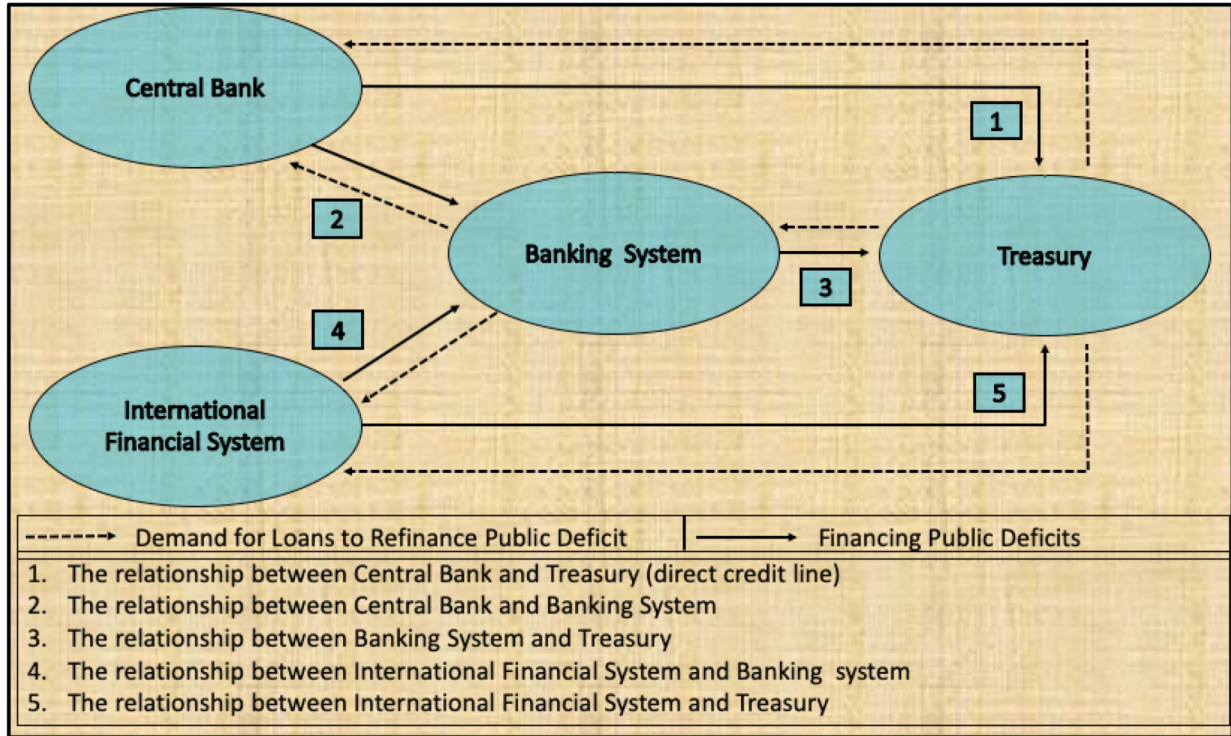 Central Bank
1
2
Banking System
Treasury
3
4
International
Financial System
5
Demand for Loans to Refinance Public Deficit
Financing Public Deficits
1. The relationship between Central Bank and Treasury (direct credit line)
2. The relationship between Central Bank and Banking System
3. The relationship between Banking System and Treasury
4. The relationship between International Financial System and Banking system
5. The relationship between International Financial System and Treasury